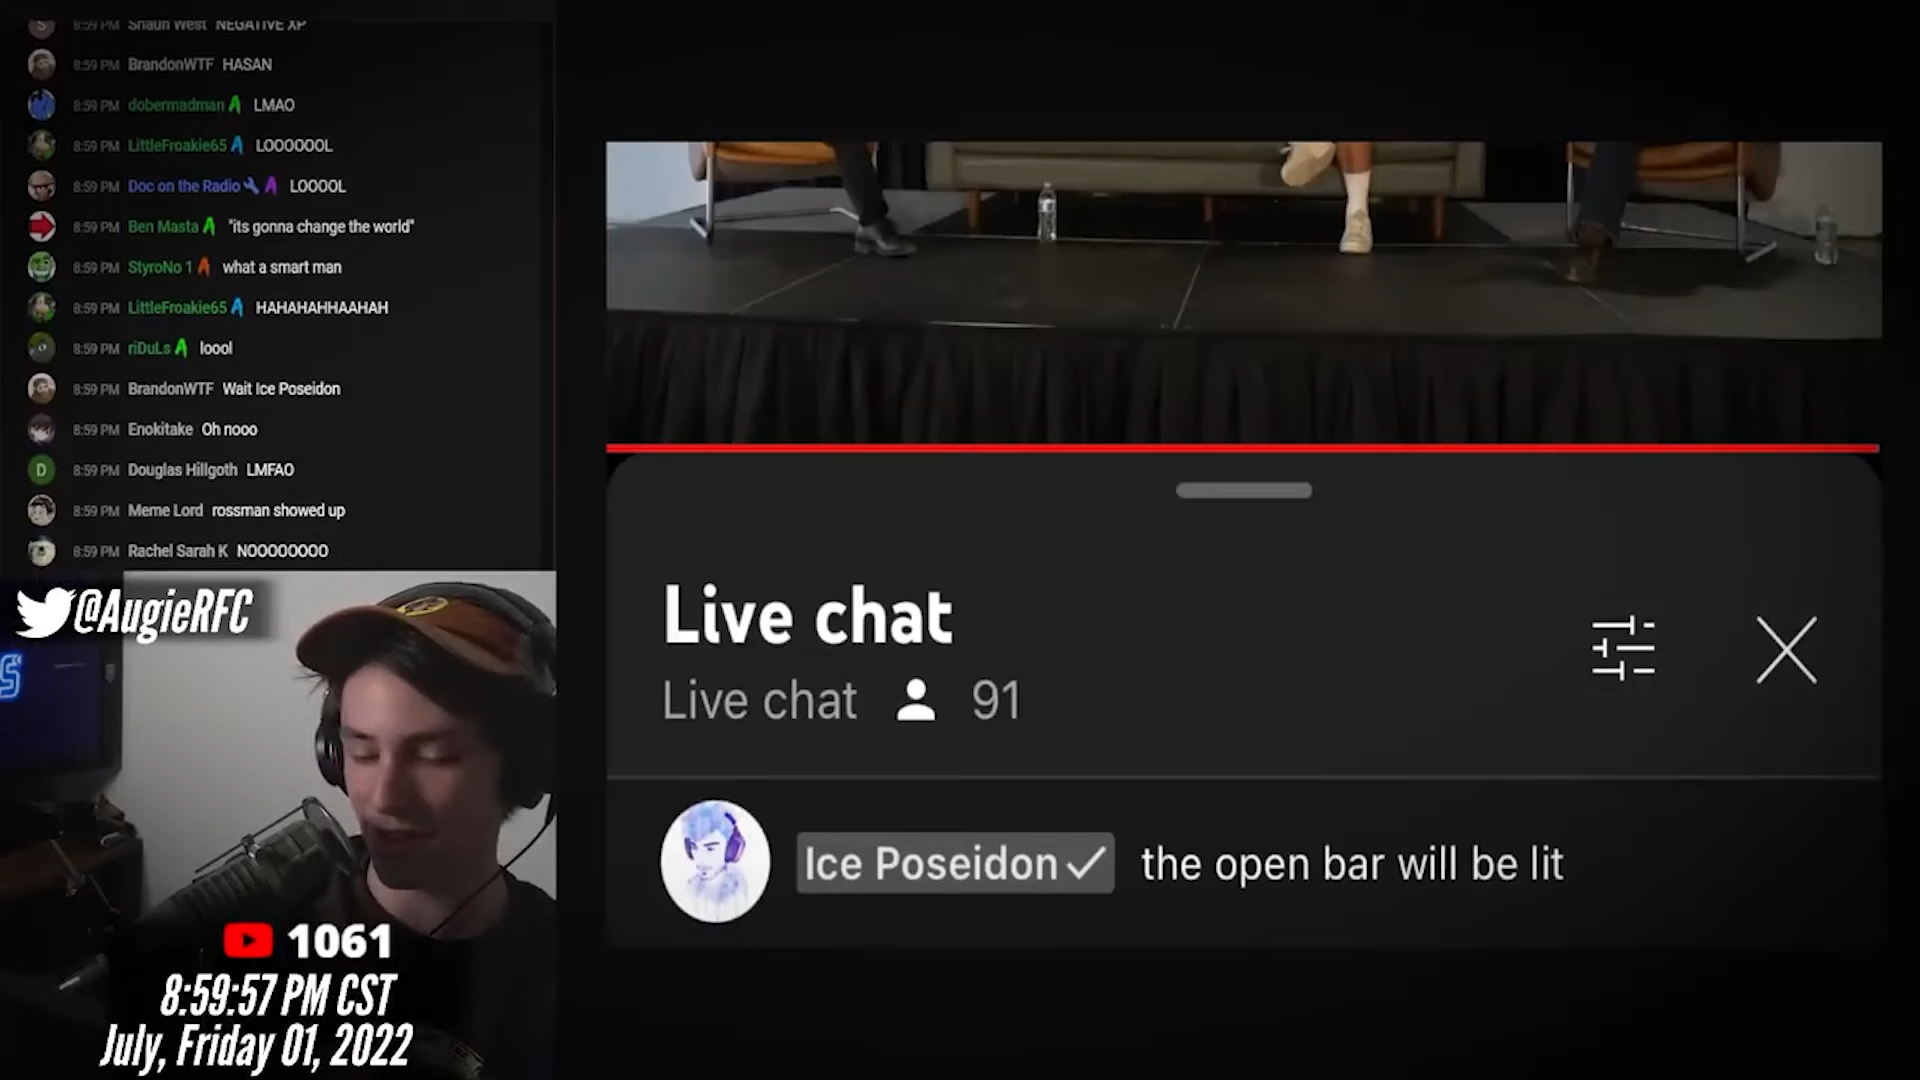 8:59 PM Shaun West NEGATIVE XP
8:59 PM BrandonWTF HASAN
8:59 PM dobermadman LMAO
8:59 PM LittleFroakie65 LOOOOOOL
8:59 PM Doc on the Radio LOOOOL
8:59 PM Ben Masta "its gonna change the world"
8:59 PM StyroNo 1 what a smart man
8:59 PM LittleFroakie65 HAHAHAHHAAHAH
8:59 PM riDuLs loool
8:59 PM BrandonWTF Wait Ice Poseidon
8:59 PM Enokitake Oh nooo
D 8:59 PM Douglas Hillgoth LMFAO
8:59 PM Meme Lord rossman showed up
8:59 PM Rachel Sarah K NOOOOOOOO
@AugieRFC
S
1061
8:59:57 PM CST
July, Friday 01, 2022
Live chat
Live chat 91
Ice Poseidon the open bar will be lit